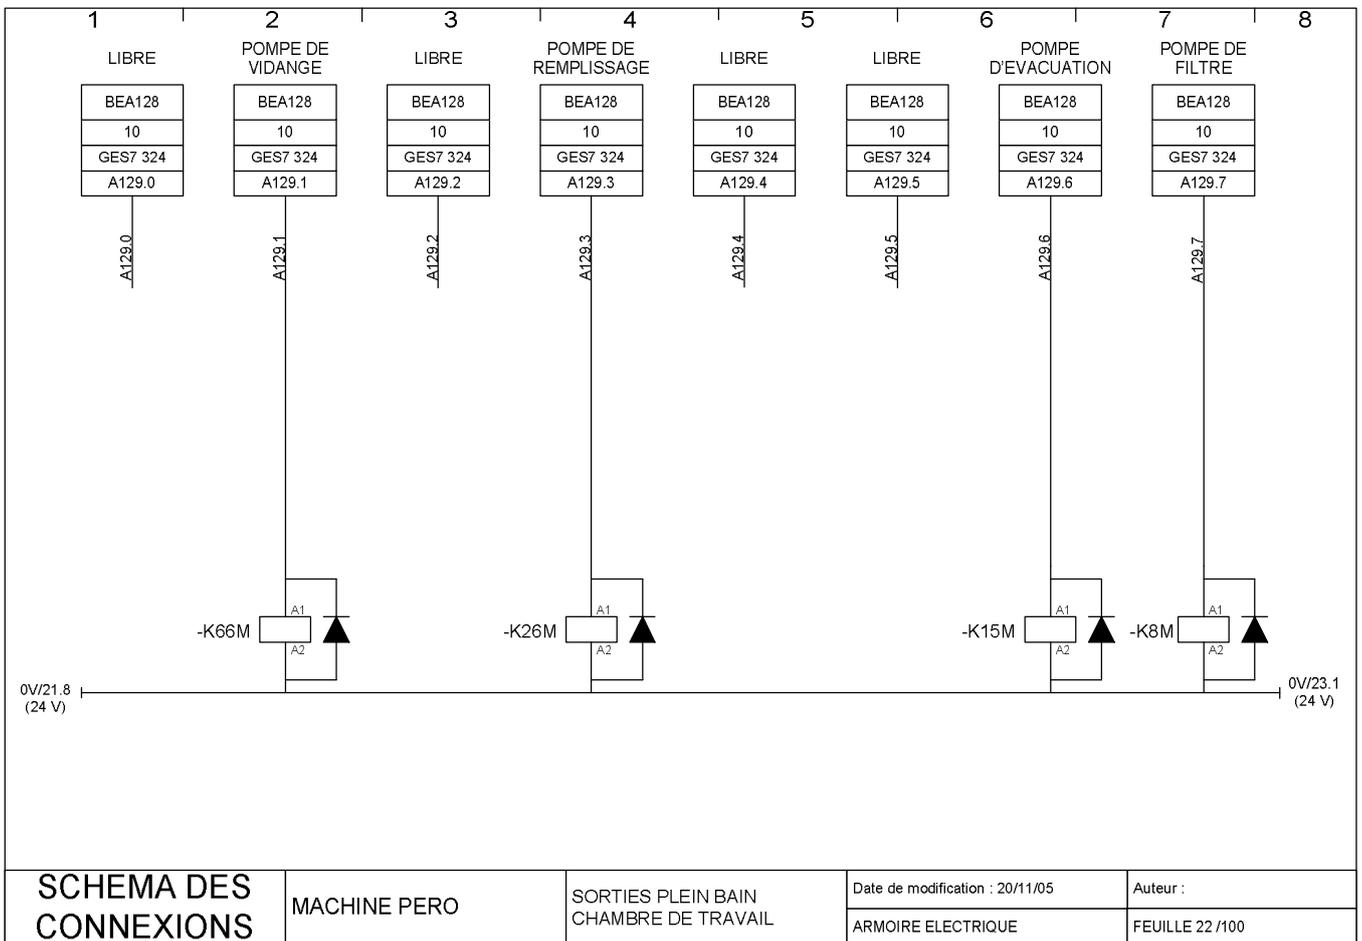 1 2 3 4 5 6 7 8
LIBRE
POMPE DE
VIDANGE
LIBRE
POMPE DE
REMPLISSAGE
LIBRE
LIBRE
POMPE
D'EVACUATION
POMPE DE
FILTRE
BEA128 BEA128 BEA128 BEA128 BEA128 BEA128 BEA128 BEA128
10 10 10 10 10 10 10 10
GES7 324 GES7 324 GES7 324 GES7 324 GES7 324 GES7 324 GES7 324 GES7 324
A129.0 A129.1 A129.2 A129.3 A129.4 A129.5 A129.6 A129.7
A129.0 A129.1 A129.2 A129.3 A129.4 A129.5 A129.6 A129.7
A1 A1 A1 A1
-K66M -K26M -K15M -K8M
A2 A2 A2 A2
0V/21.8
(24 V)
0V/23.1
(24 V)
SCHEMA DES
CONNEXIONS
MACHINE PERO
SORTIES PLEIN BAIN
CHAMBRE DE TRAVAIL
Date de modification : 20/11/05
Auteur :
ARMOIRE ELECTRIQUE
FEUILLE 22 /100